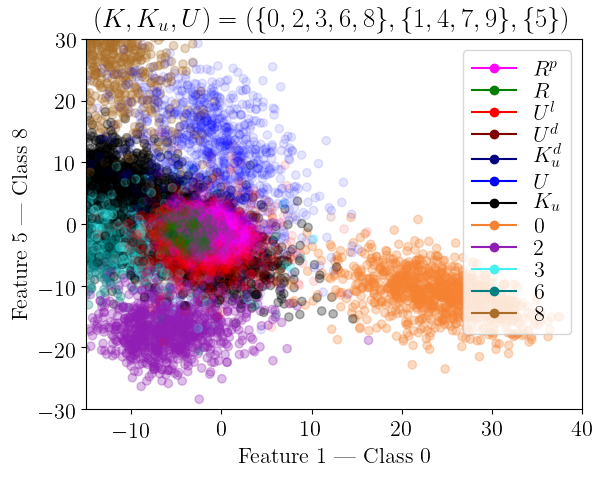 (K, K_u, U) = ({0, 2, 3, 6, 8}, {1, 4, 7, 9}, {5})
30
20
10
0
−10
−20
−30
Feature 5 — Class 8
R^p
R
U^l
U^d
K_u^d
U
K_u
0
2
3
6
8
−10 0 10 20 30 40
Feature 1 — Class 0